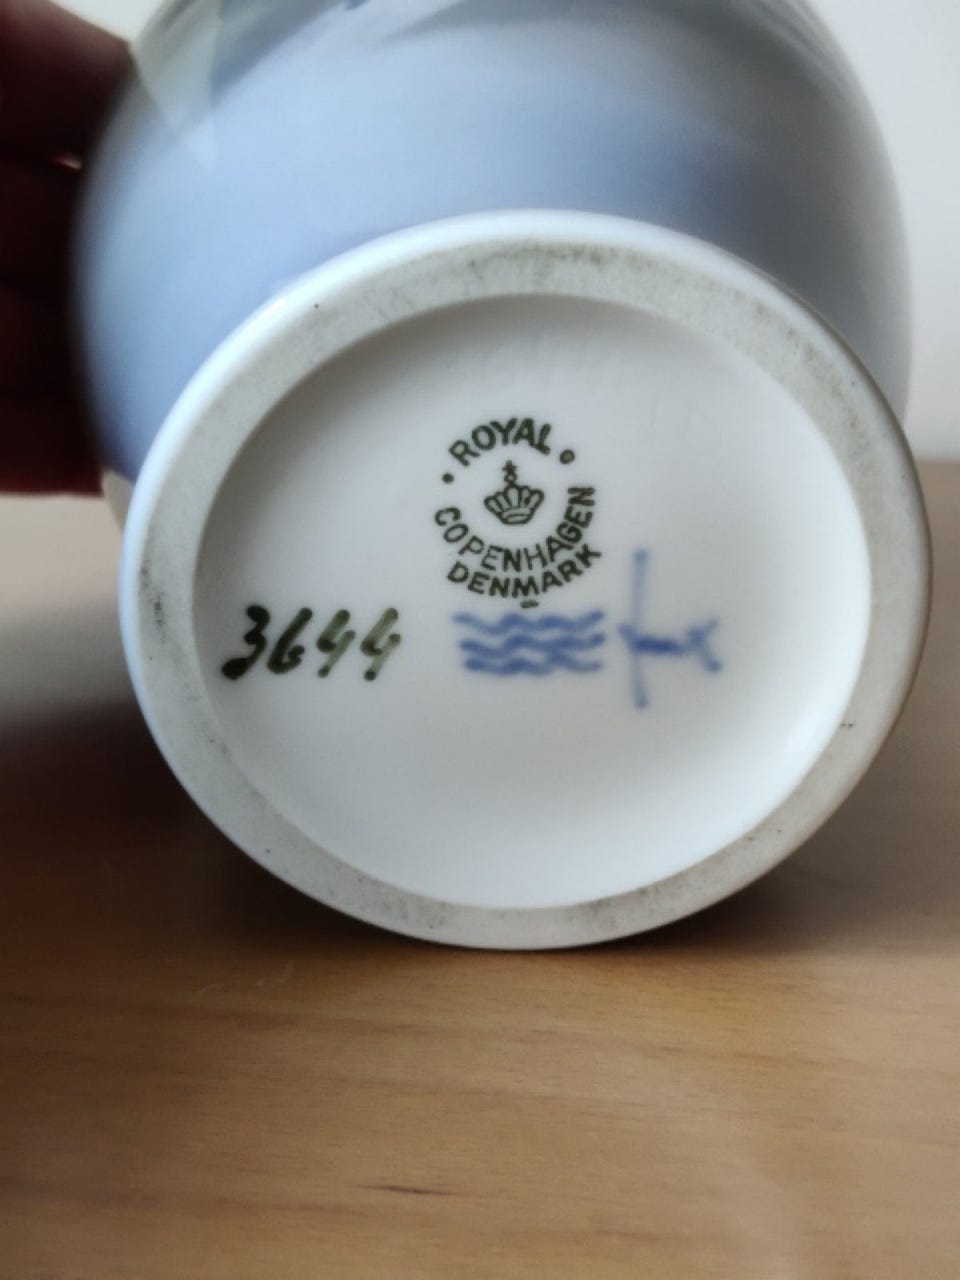 ROYAL
COPENHAGEN
DENMARK
3644